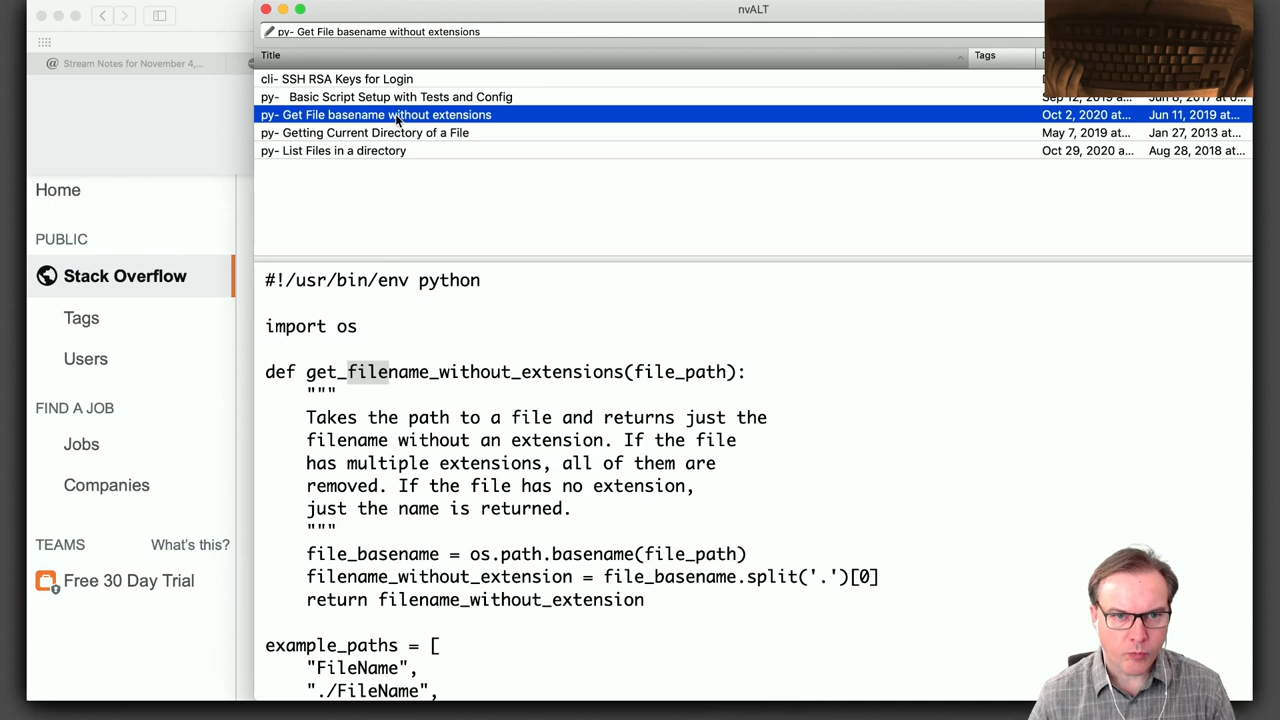 nvALT
py- Get File basename without extensions
Title
Tags
cli- SSH RSA Keys for Login
py- Basic Script Setup with Tests and Config
Sep 12, 2019 at...
py- Get File basename without extensions
Oct 2, 2020 at...
Jun 11, 2019 at...
py- Getting Current Directory of a File
May 7, 2019 at...
Jan 27, 2013 at...
py- List Files in a directory
Oct 29, 2020 a...
Aug 28, 2018 at...
Stream Notes for November 4,...
Home
PUBLIC
Stack Overflow
Tags
Users
FIND A JOB
Jobs
Companies
TEAMS
What's this?
Free 30 Day Trial
#!/usr/bin/env python
import os
def get_filename_without_extensions(file_path):
"""
Takes the path to a file and returns just the
filename without an extension. If the file
has multiple extensions, all of them are
removed. If the file has no extension,
just the name is returned.
"""
file_basename = os.path.basename(file_path)
filename_without_extension = file_basename.split('.')[0]
return filename_without_extension
example_paths = [
"FileName",
"./FileName",